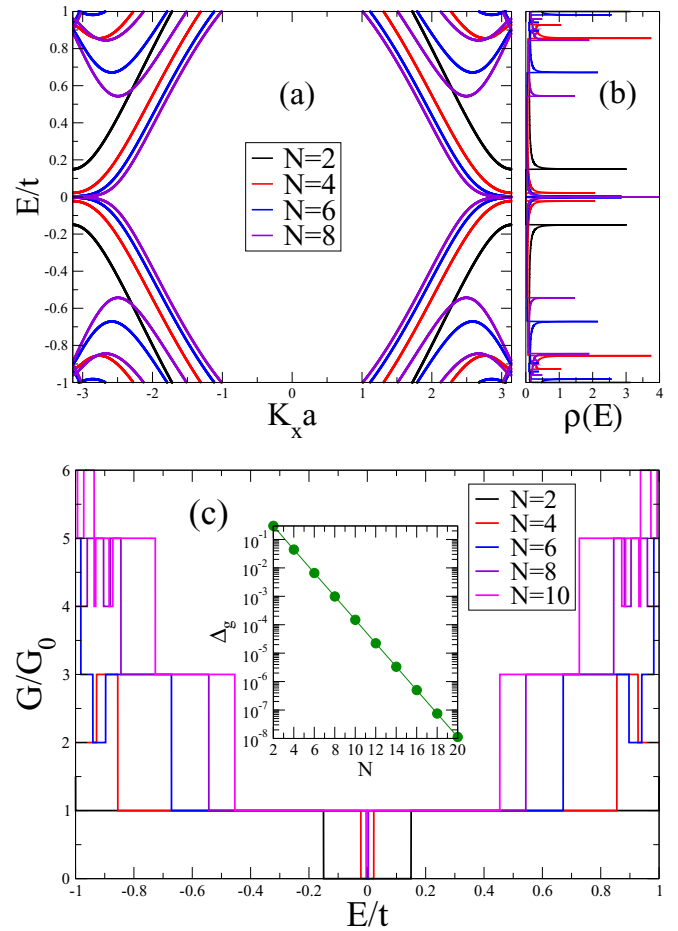 1
0.8
0.6
0.4
0.2
0
-0.2
-0.4
-0.6
-0.8
-1
E/t
(a)
N=2
N=4
N=6
N=8
-3 -2 -1 0 1 2 3
K_x a
(b)
0 1 2 3 4
ρ(E)
6
5
4
3
2
1
0
G/G_0
(c)
N=2
N=4
N=6
N=8
N=10
10^-1
10^-2
10^-3
10^-4
10^-5
10^-6
10^-7
10^-8
Δ_g
2 4 6 8 10 12 14 16 18 20
N
-1 -0.8 -0.6 -0.4 -0.2 0 0.2 0.4 0.6 0.8 1
E/t